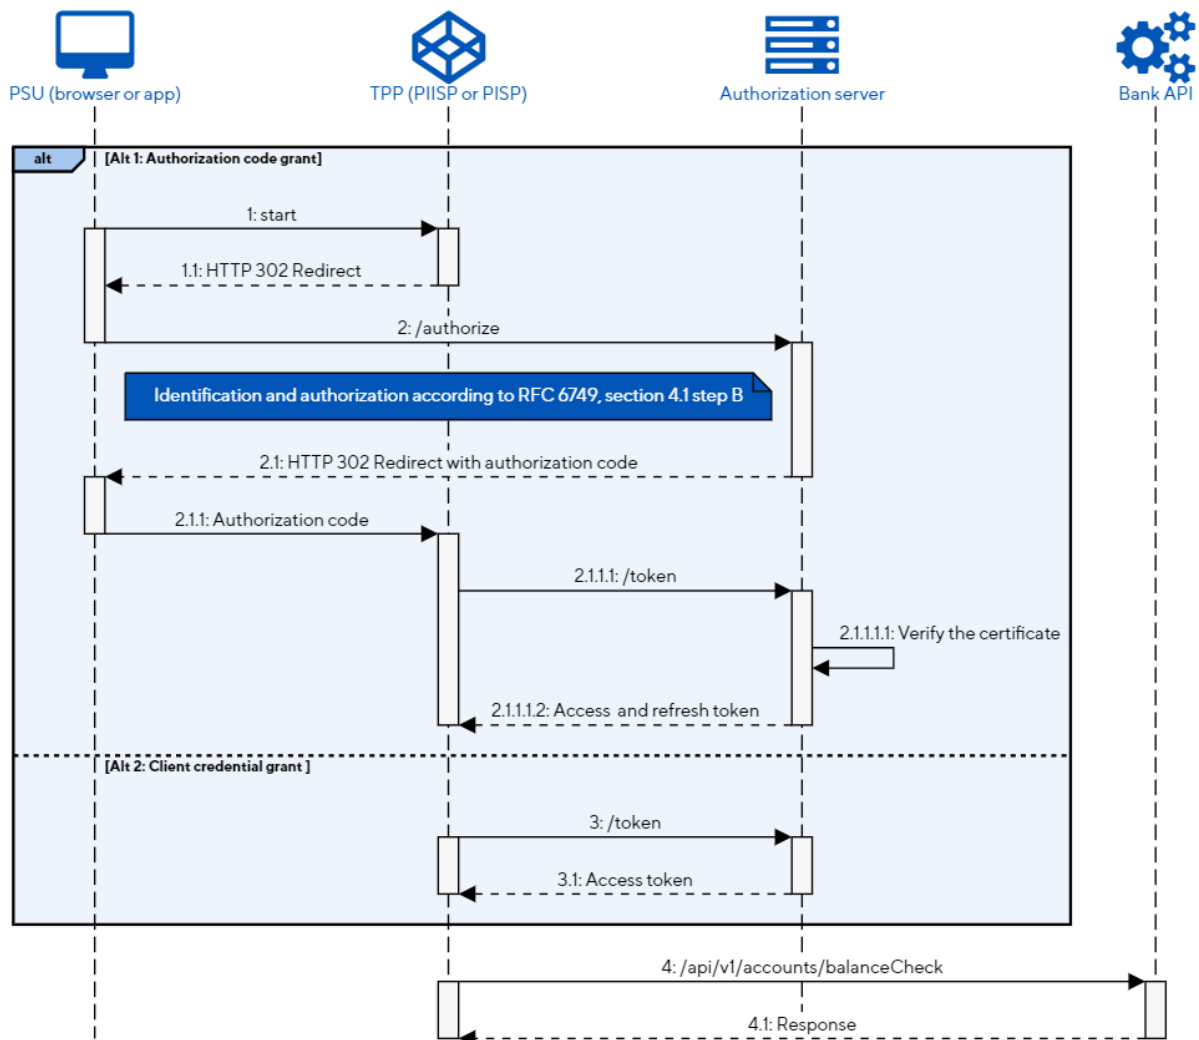 PSU (browser or app)
TPP (PIISP or PISP)
Authorization server
Bank API
alt
[Alt 1: Authorization code grant]
1: start
1.1: HTTP 302 Redirect
2: /authorize
Identification and authorization according to RFC 6749, section 4.1 step B
2.1: HTTP 302 Redirect with authorization code
2.1.1: Authorization code
2.1.1.1: /token
2.1.1.1.1: Verify the certificate
2.1.1.1.2: Access and refresh token
[Alt 2: Client credential grant ]
3: /token
3.1: Access token
4: /api/v1/accounts/balanceCheck
4.1: Response